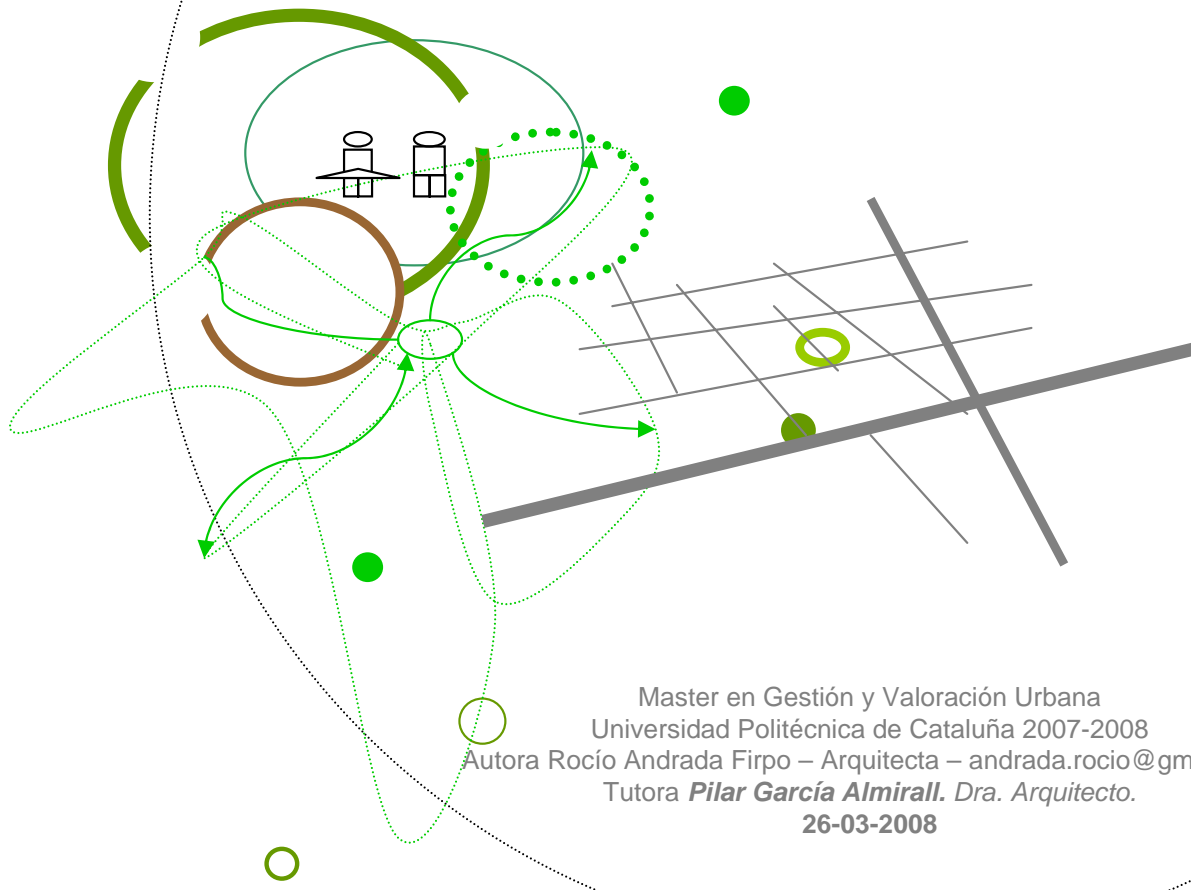 Master en Gestión y Valoración Urbana
Universidad Politécnica de Cataluña 2007-2008
Autora Rocío Andrada Firpo – Arquitecta – andrada.rocio@gm
Tutora Pilar García Almirall. Dra. Arquitecto.
26-03-2008